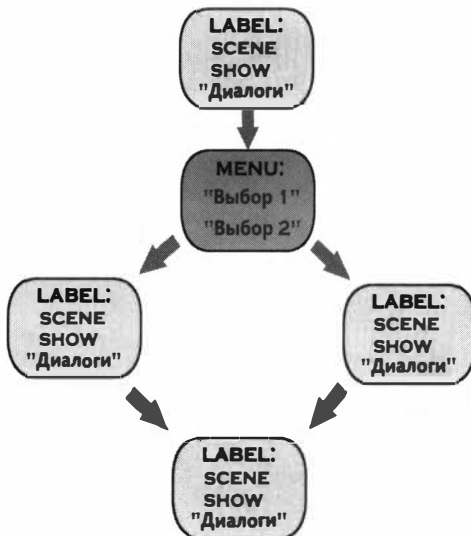 LABEL:
SCENE
SHOW
"Диалоги"
MENU:
"Выбор 1"
"Выбор 2"
LABEL:
SCENE
SHOW
"Диалоги"
LABEL:
SCENE
SHOW
"Диалоги"
LABEL:
SCENE
SHOW
"Диалоги"